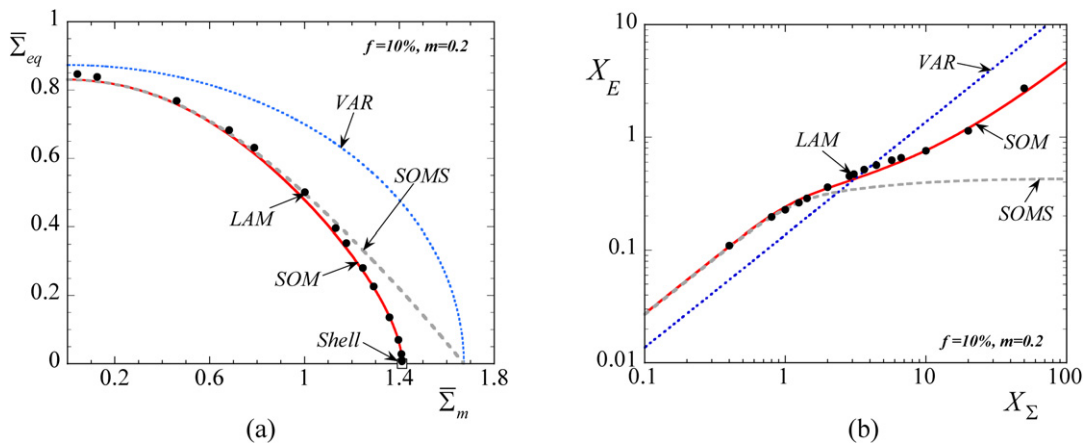 Σ̅eq
1
0.8
0.6
0.4
0.2
0
0.2
0.6
1
1.4
1.8
Σ̅m
f=10%, m=0.2
VAR
SOMS
LAM
SOM
Shell
(a)
XE
10
1
0.1
0.01
0.1
1
10
100
XΣ
VAR
LAM
SOM
SOMS
f=10%, m=0.2
(b)